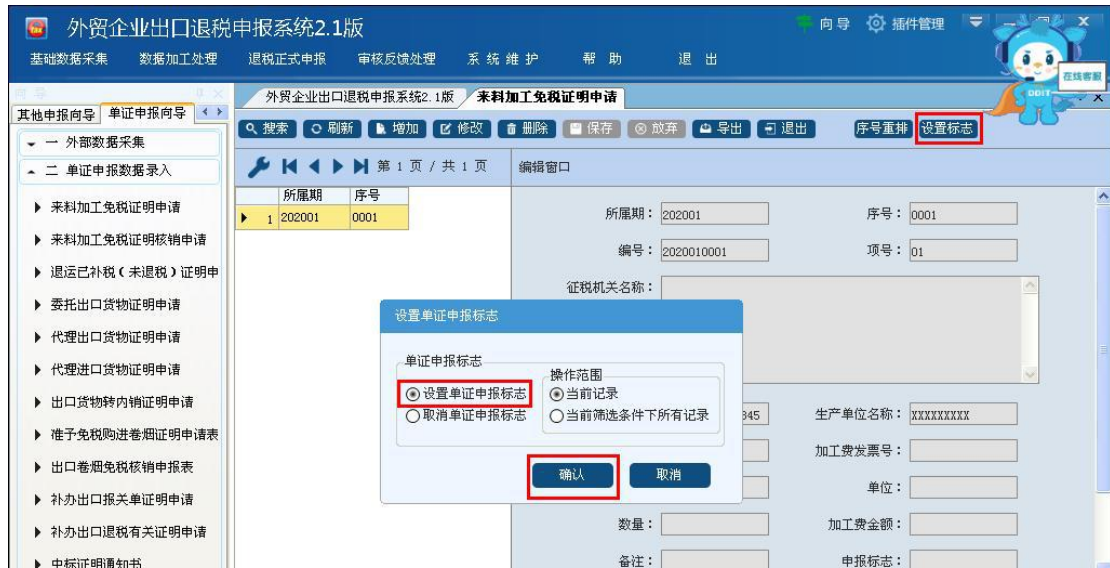 外贸企业出口退税申报系统2.1版
向导 插件管理
基础数据采集 数据加工处理 退税正式申报 审核反馈处理 系统维护 帮助 退出
在线客服
DDIT
向导
其他申报向导 单证申报向导
外贸企业出口退税申报系统2.1版 来料加工免税证明申请
搜索 刷新 增加 修改 删除 保存 放弃 导出 退出 序号重排 设置标志
一 外部数据采集
二 单证申报数据录入
第 1 页 / 共 1 页 编辑窗口
所属期 序号
1 202001 0001
来料加工免税证明申请
来料加工免税证明核销申请
退运已补税(未退税)证明申
委托出口货物证明申请
代理出口货物证明申请
代理进口货物证明申请
出口货物转内销证明申请
准予免税购进卷烟证明申请表
出口卷烟免税核销申报表
补办出口报关单证明申请
补办出口退税有关证明申请
中标证明通知书
所属期: 202001 序号: 0001
编号: 2020010001 项号: 01
征税机关名称:
345 生产单位名称: XXXXXXXXX
加工费发票号:
单位:
数量: 加工费金额:
备注: 申报标志:
设置单证申报标志
单证申报标志
操作范围
设置单证申报标志 当前记录
取消单证申报标志 当前筛选条件下所有记录
确认 取消